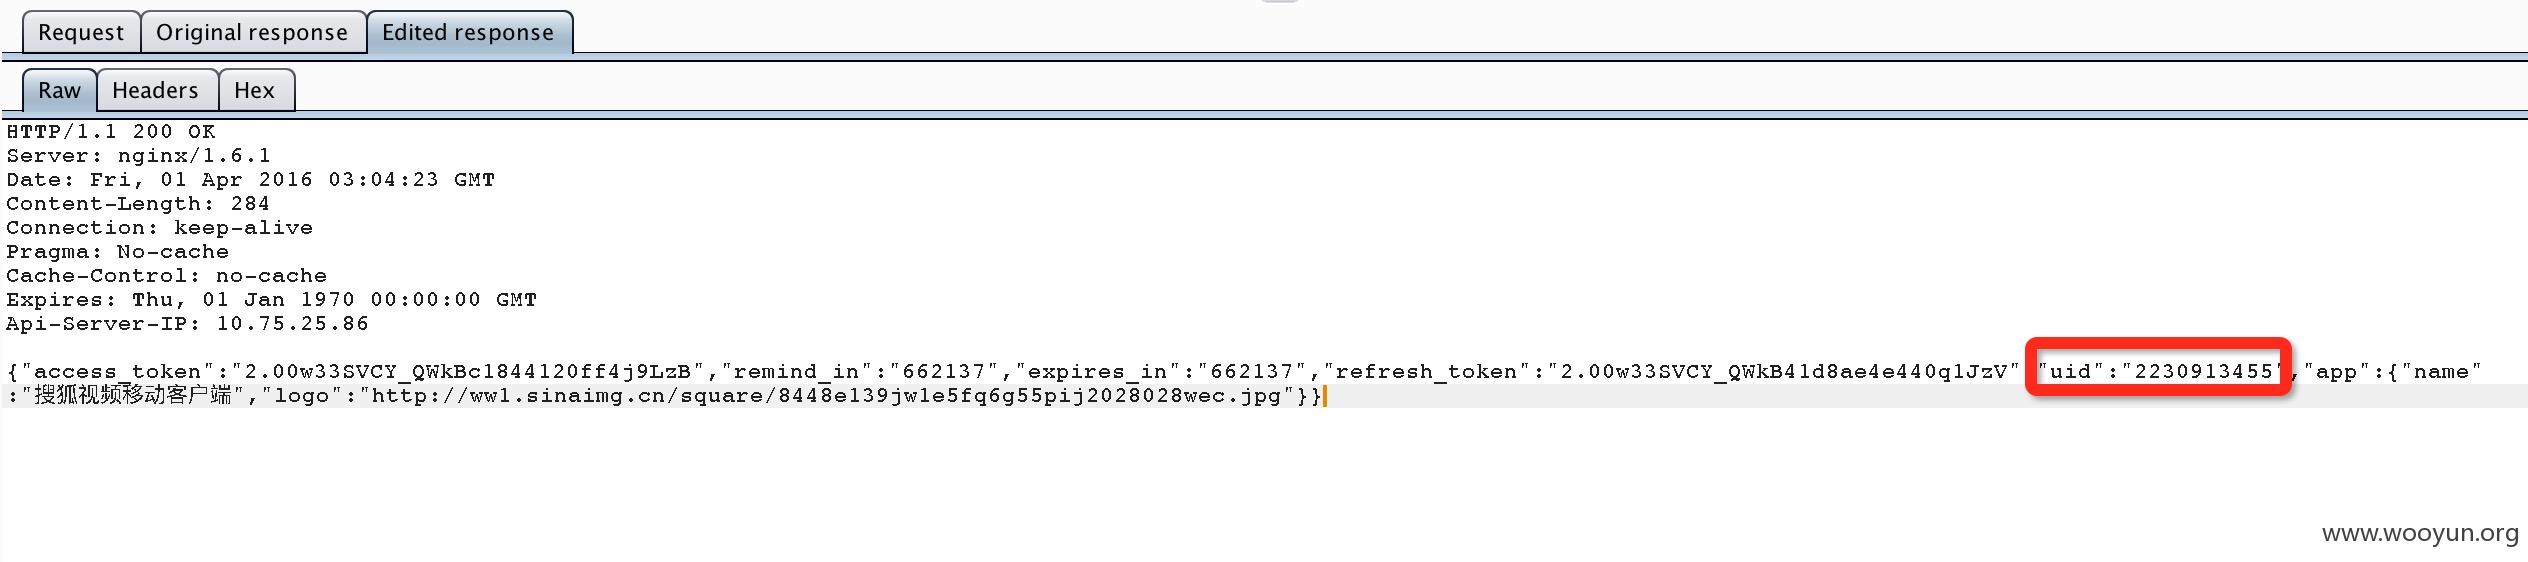 Request Original response Edited response
Raw Headers Hex
HTTP/1.1 200 OK
Server: nginx/1.6.1
Date: Fri, 01 Apr 2016 03:04:23 GMT
Content-Length: 284
Connection: keep-alive
Pragma: No-cache
Cache-Control: no-cache
Expires: Thu, 01 Jan 1970 00:00:00 GMT
Api-Server-IP: 10.75.25.86
{"access_token":"2.00w33SVCY_QWkBc1844120ff4j9LzB","remind_in":"662137","expires_in":"662137","refresh_token":"2.00w33SVCY_QWkB41d8ae4e440q1JzV" "uid":"2230913455","app":{"name"
:"搜狐视频移动客户端","logo":"http://ww1.sinaimg.cn/square/8448e139jw1e5fq6g55pij2028028wec.jpg"}}
www.wooyun.org